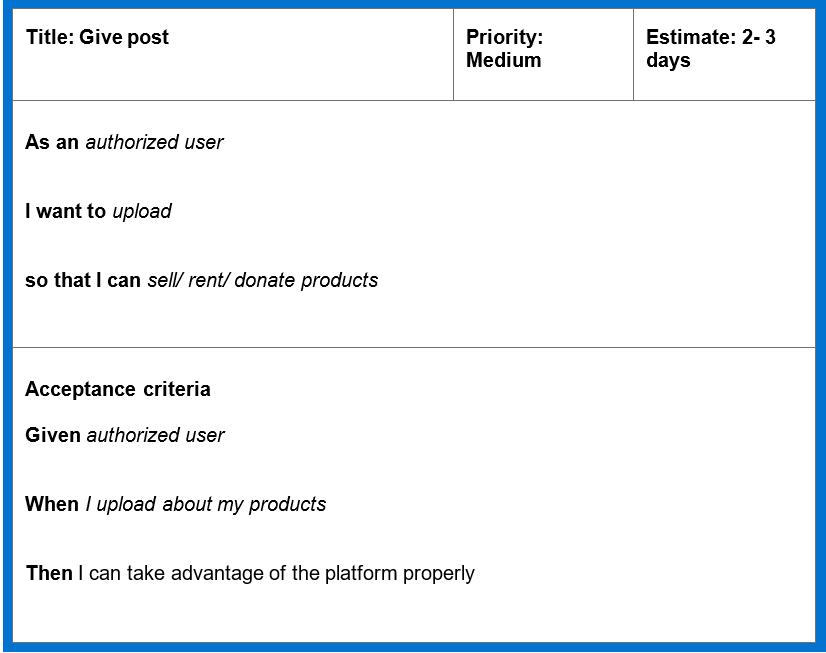 Title: Give post
Priority:
Medium
Estimate: 2- 3
days
As an authorized user
I want to upload
so that I can sell/ rent/ donate products
Acceptance criteria
Given authorized user
When I upload about my products
Then I can take advantage of the platform properly